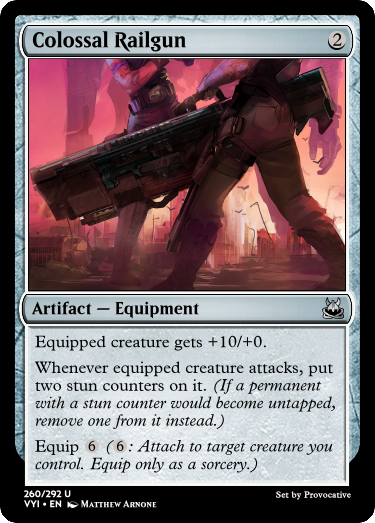 Colossal Railgun 2
Artifact — Equipment
Equipped creature gets +10/+0.
Whenever equipped creature attacks, put
two stun counters on it. (If a permanent
with a stun counter would become untapped,
remove one from it instead.)
Equip 6 (6: Attach to target creature you
control. Equip only as a sorcery.)
260/292 U
VYI • EN Matthew Arnone
Set by Provocative